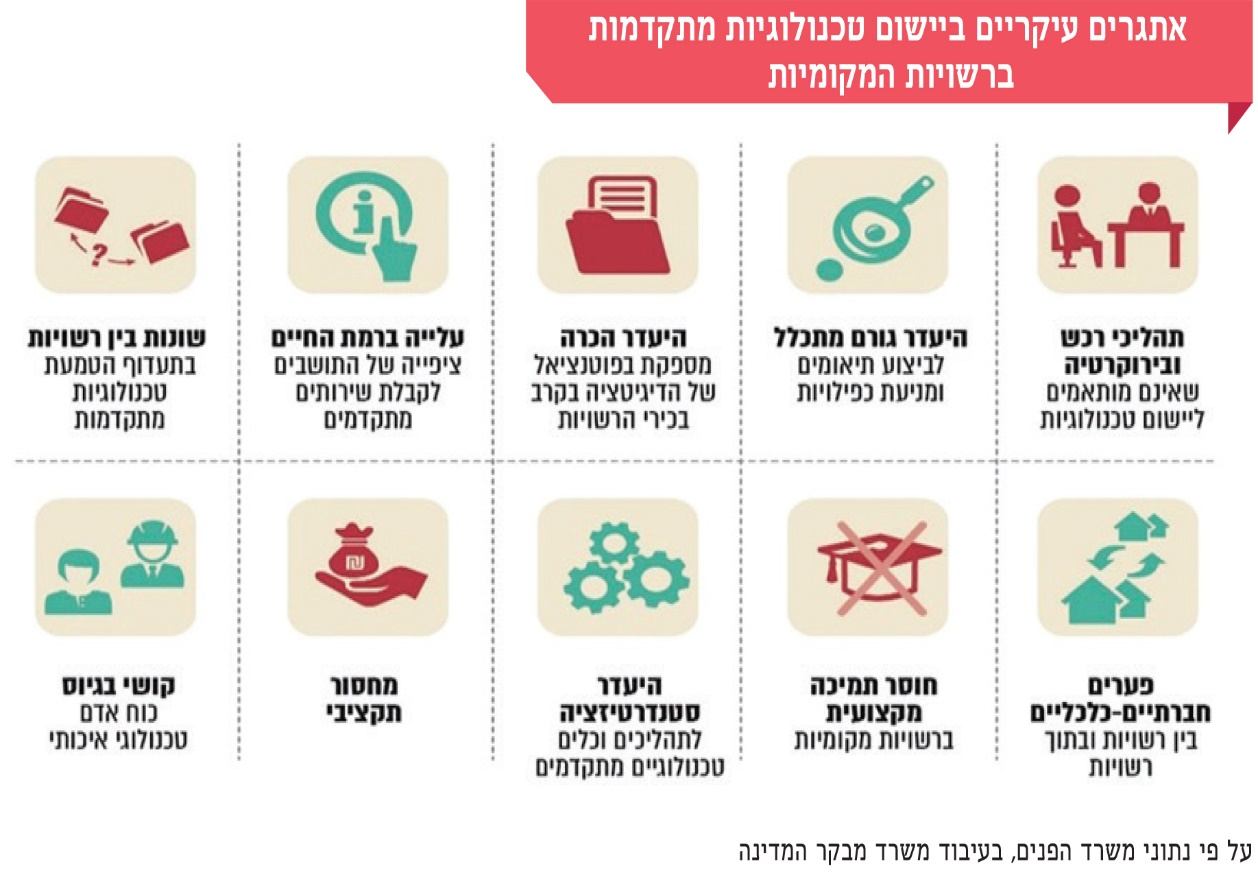 אתגרים עיקריים ביישום טכנולוגיות מתקדמות
ברשויות המקומיות
תהליכי רכש
ובירוקרטיה
שאינם מותאמים
ליישום טכנולוגיות
היעדר גורם מתכלל
לביצוע תיאומים
ומניעת כפילויות
היעדר הכרה
מספקת בפוטנציאל
של הדיגיטציה בקרב
בכירי הרשויות
עלייה ברמת החיים
ציפייה של התושבים
לקבלת שירותים
מתקדמים
שונות בין רשויות
בתעדוף הטמעת
טכנולוגיות
מתקדמות
?
i
פערים
חברתיים-כלכליים
בין רשויות ובתוך
רשויות
חוסר תמיכה
מקצועית
ברשויות מקומיות
היעדר
סטנדרטיזציה
לתהליכים וכלים
טכנולוגיים מתקדמים
₪
מחסור
תקציבי
קושי בגיוס
כוח אדם
טכנולוגי איכותי
על פי נתוני משרד הפנים, בעיבוד משרד מבקר המדינה